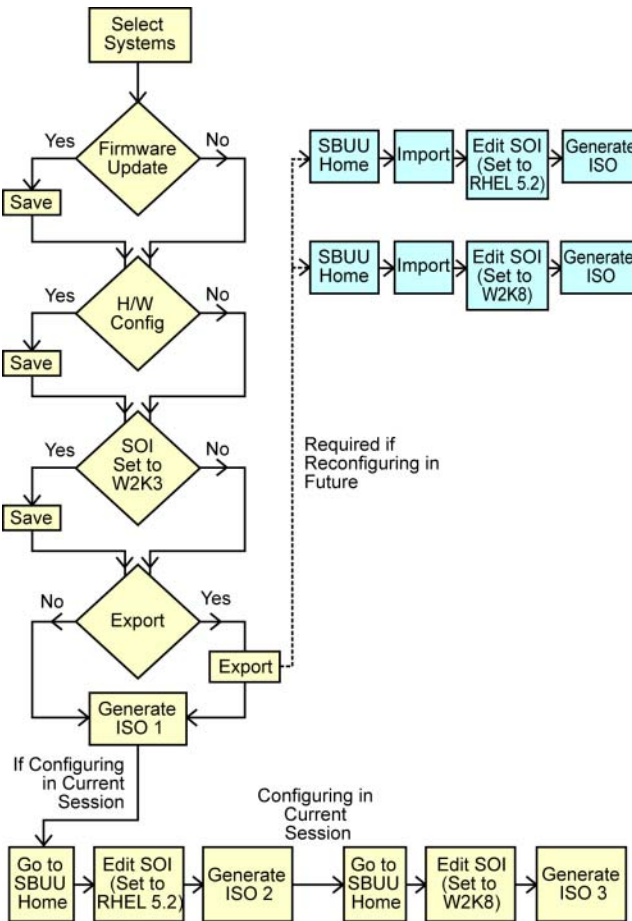 Select
Systems
Yes
Firmware
Update
No
Save
SBUU
Home
Import
Edit SOI
(Set to
RHEL 5.2)
Generate
ISO
SBUU
Home
Import
Edit SOI
(Set to
W2K8)
Generate
ISO
Yes
H/W
Config
No
Save
Yes
SOI
Set to
W2K3
No
Save
Required if
Reconfiguring in
Future
No
Export
Yes
Export
Generate
ISO 1
If Configuring
in Current
Session
Configuring in
Current
Session
Go to
SBUU
Home
Edit SOI
(Set to
RHEL 5.2)
Generate
ISO 2
Go to
SBUU
Home
Edit SOI
(Set to
W2K8)
Generate
ISO 3